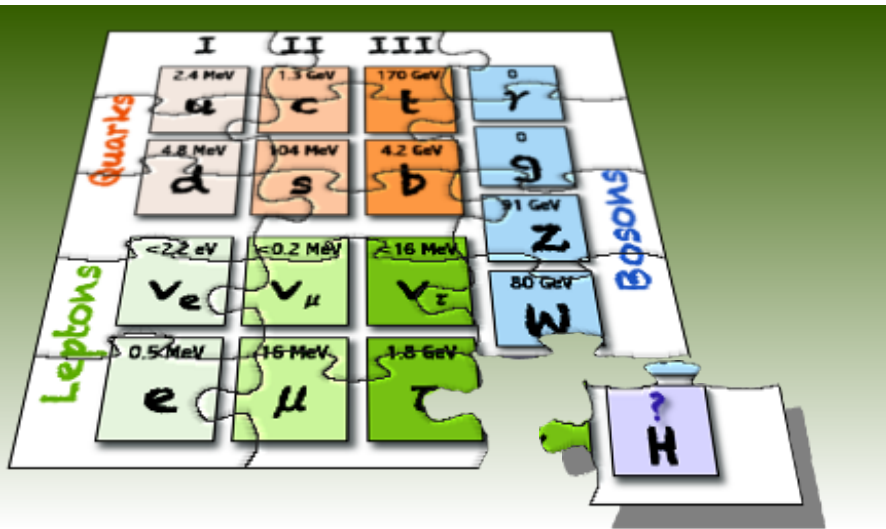 I II III
Quarks
2.4 MeV 1.3 GeV 170 GeV 0
u c t γ
0
4.8 MeV 104 MeV 4.2 GeV
d s b g
91 GeV
Z
Bosons
Leptons
<2.2 eV <0.2 MeV <16 MeV 80 GeV
νe νμ ντ W
0.5 MeV 16 MeV 1.8 GeV
e μ τ
?
H